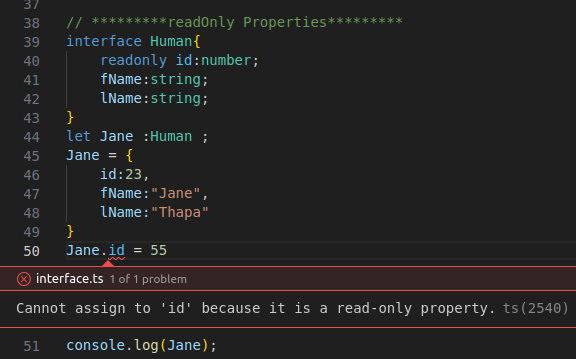 37
38 // *********readOnly Properties*********
39 interface Human{
40     readonly id:number;
41     fName:string;
42     lName:string;
43 }
44 let Jane :Human ;
45 Jane = {
46     id:23,
47     fName:"Jane",
48     lName:"Thapa"
49 }
50 Jane.id = 55
interface.ts 1 of 1 problem
Cannot assign to 'id' because it is a read-only property. ts(2540)
51 console.log(Jane);